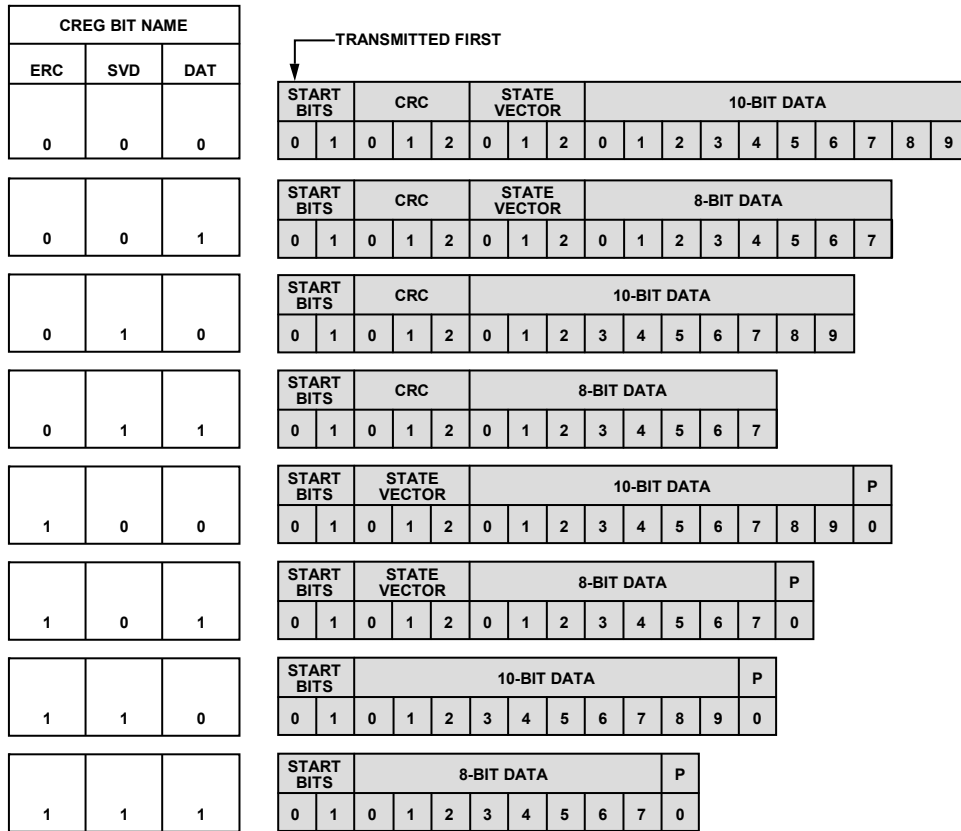 CREG BIT NAME
ERC SVD DAT
TRANSMITTED FIRST
START BITS CRC STATE VECTOR 10-BIT DATA
0 0 0 0 1 0 1 2 0 1 2 0 1 2 3 4 5 6 7 8 9
START BITS CRC STATE VECTOR 8-BIT DATA
0 0 1 0 1 0 1 2 0 1 2 0 1 2 3 4 5 6 7
START BITS CRC 10-BIT DATA
0 1 0 0 1 0 1 2 0 1 2 3 4 5 6 7 8 9
START BITS CRC 8-BIT DATA
0 1 1 0 1 0 1 2 0 1 2 3 4 5 6 7
START BITS STATE VECTOR 10-BIT DATA P
1 0 0 0 1 0 1 2 0 1 2 3 4 5 6 7 8 9 0
START BITS STATE VECTOR 8-BIT DATA P
1 0 1 0 1 0 1 2 0 1 2 3 4 5 6 7 0
START BITS 10-BIT DATA P
1 1 0 0 1 0 1 2 3 4 5 6 7 8 9 0
START BITS 8-BIT DATA P
1 1 1 0 1 0 1 2 3 4 5 6 7 0